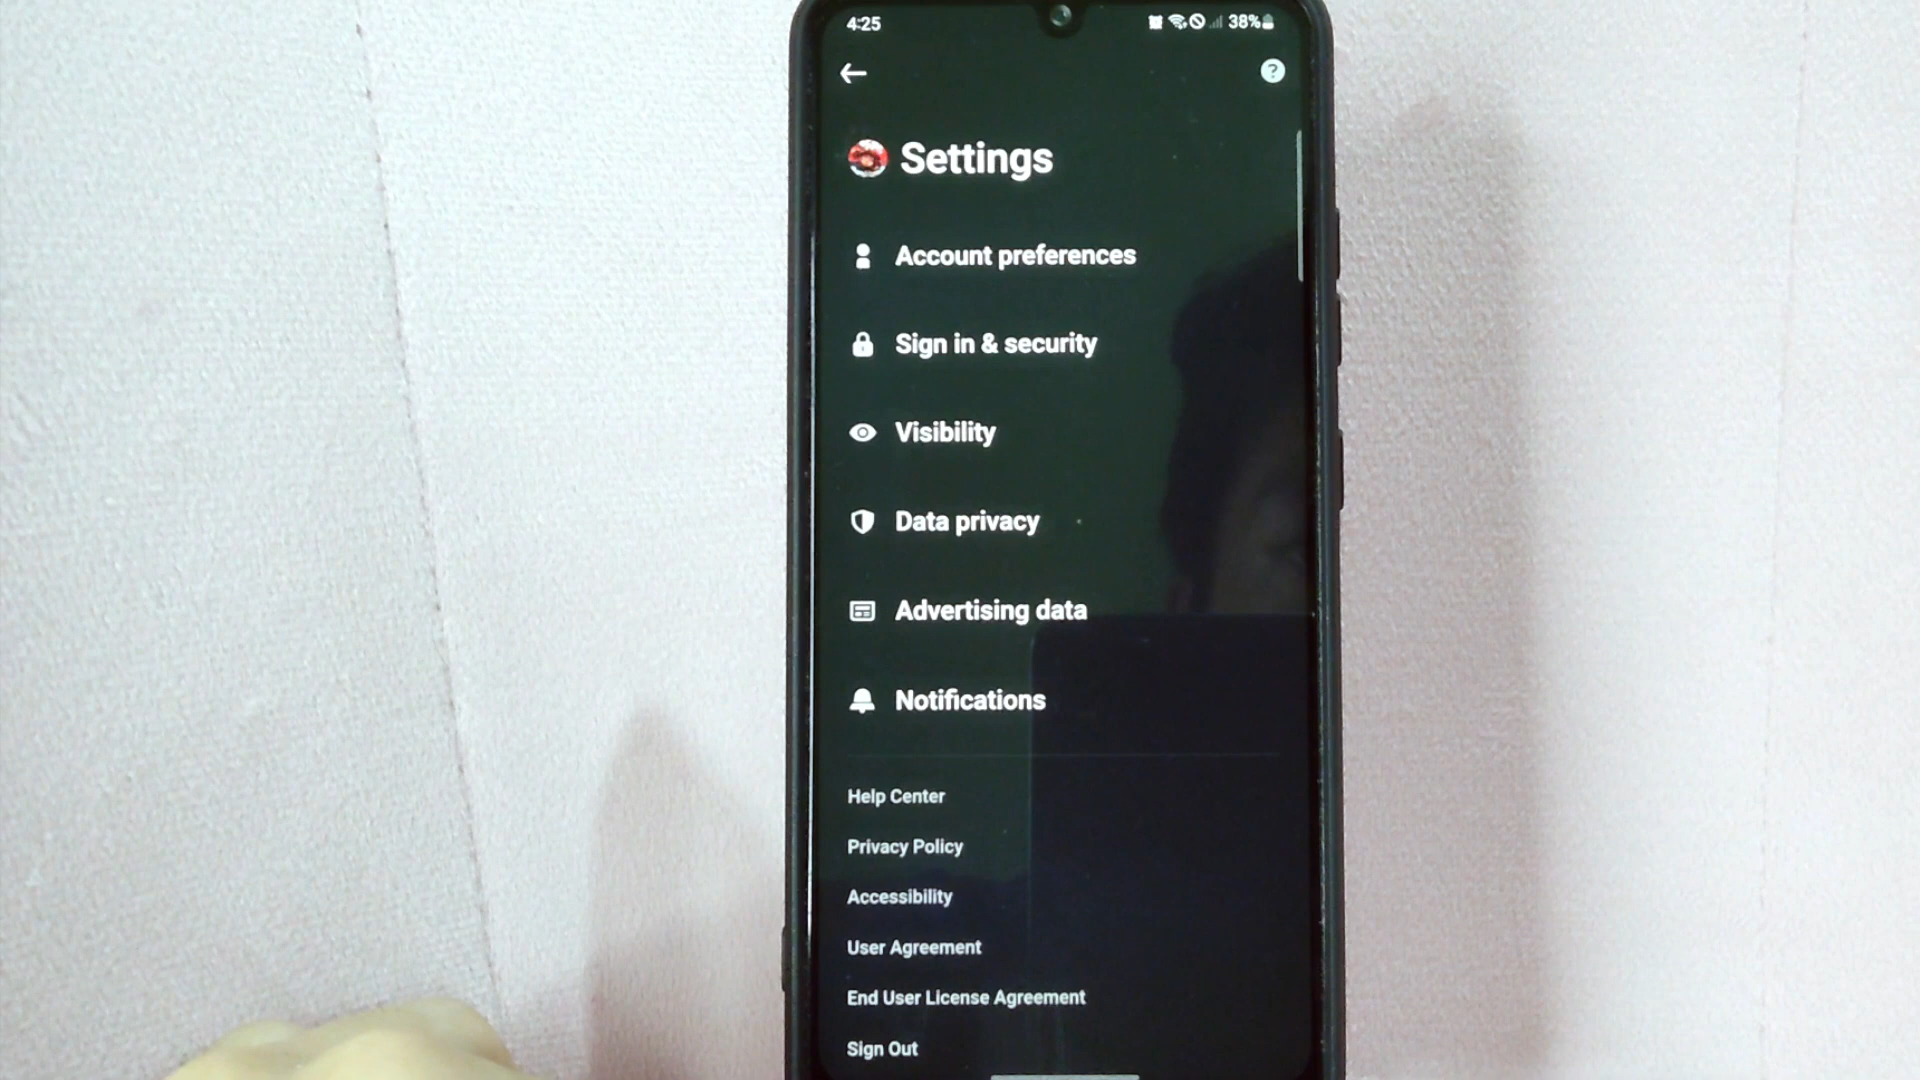 4:25
38%
?
Settings
Account preferences
Sign in & security
Visibility
Data privacy
Advertising data
Notifications
Help Center
Privacy Policy
Accessibility
User Agreement
End User License Agreement
Sign Out